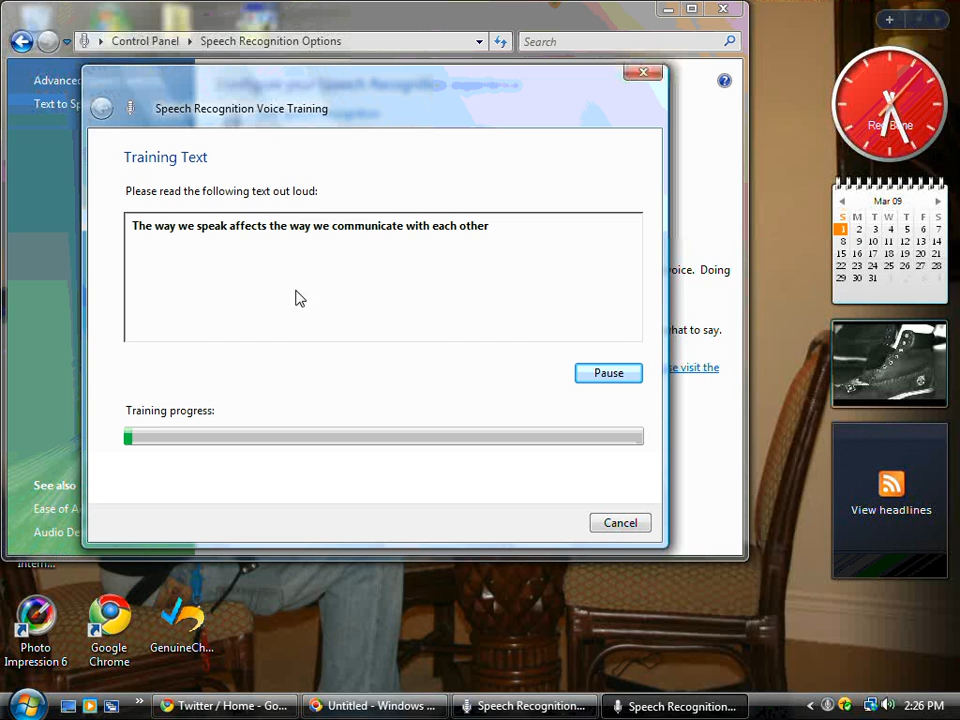 Control Panel
Speech Recognition Options
Search
Advanced
Text to Sp
Speech Recognition Voice Training
Training Text
Please read the following text out loud:
The way we speak affects the way we communicate with each other
Pause
Training progress:
Cancel
voice. Doing
what to say.
se visit the
See also
Ease of A
Audio De
Intern...
Photo
Impression 6
Google
Chrome
GenuineCh...
Red Bone
Mar 09
S M T W T F S
1 2 3 4 5 6 7
8 9 10 11 12 13 14
15 16 17 18 19 20 21
22 23 24 25 26 27 28
29 30 31
View headlines
Twitter / Home - Go...
Untitled - Windows ...
Speech Recognition...
Speech Recognition...
2:26 PM